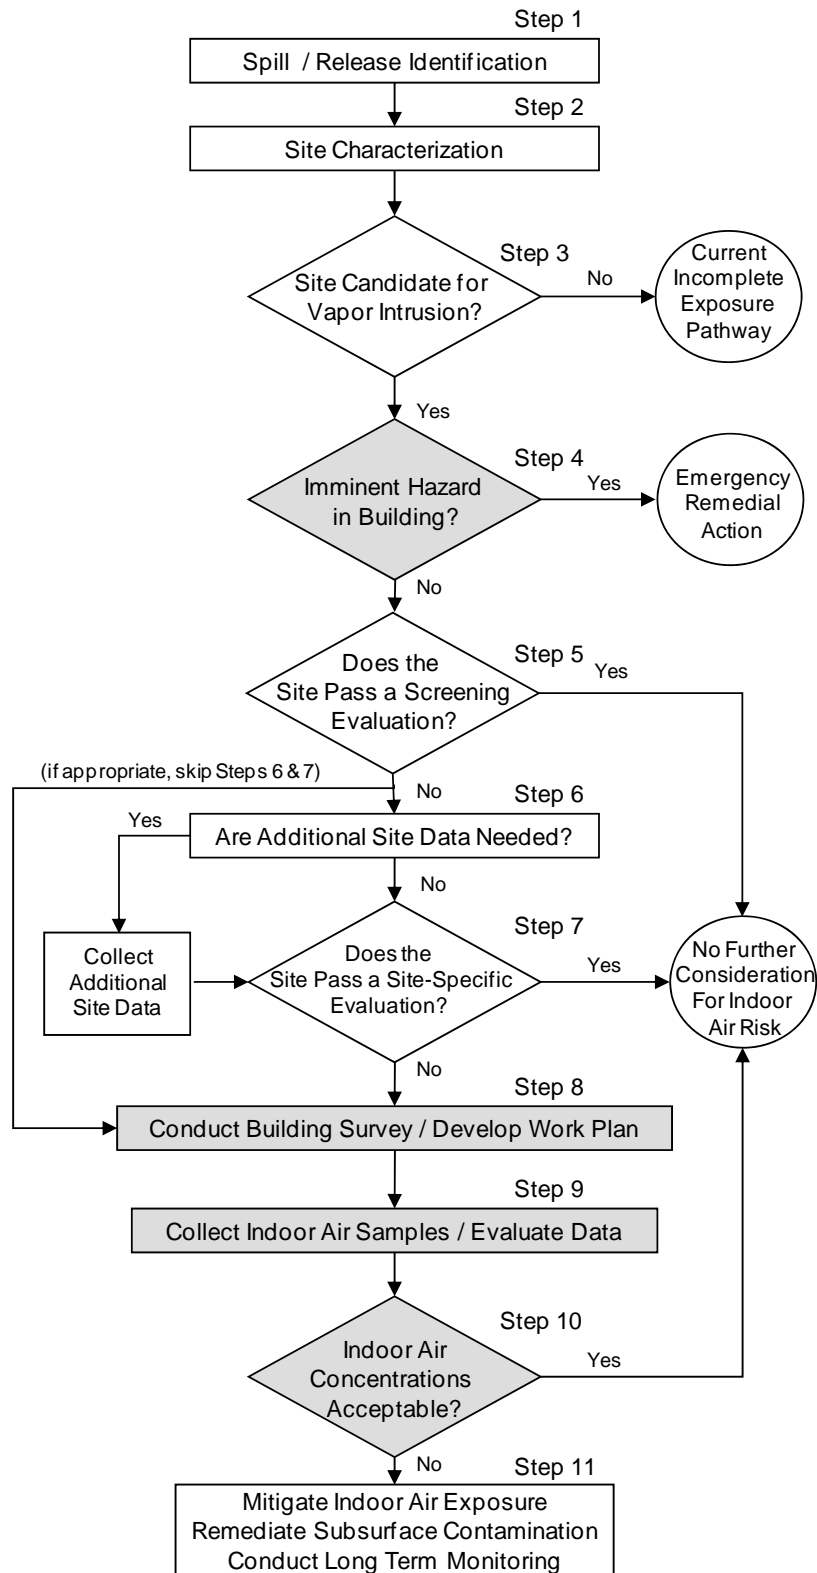 Step 1
Spill / Release Identification
Step 2
Site Characterization
Step 3
Site Candidate for
Vapor Intrusion?
No
Current
Incomplete
Exposure
Pathway
Yes
Step 4
Imminent Hazard
in Building?
Yes
Emergency
Remedial
Action
No
Step 5
Does the
Site Pass a Screening
Evaluation?
Yes
(if appropriate, skip Steps 6 & 7)
No
Step 6
Yes
Are Additional Site Data Needed?
No
Step 7
Collect
Additional
Site Data
Does the
Site Pass a Site-Specific
Evaluation?
Yes
No Further
Consideration
For Indoor
Air Risk
No
Step 8
Conduct Building Survey / Develop Work Plan
Step 9
Collect Indoor Air Samples / Evaluate Data
Step 10
Indoor Air
Concentrations
Acceptable?
Yes
No
Step 11
Mitigate Indoor Air Exposure
Remediate Subsurface Contamination
Conduct Long Term Monitoring